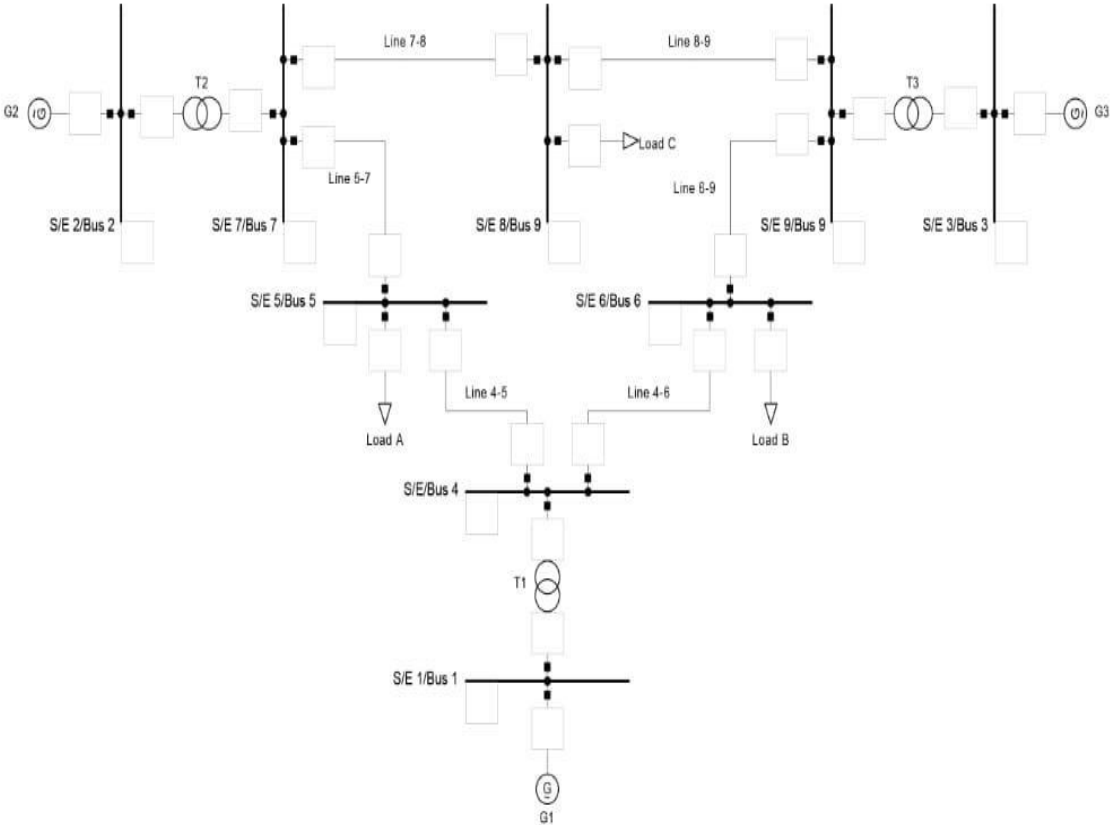 Line 7-8
Line 8-9
T2
T3
G2
G
G
G3
Load C
Line 5-7
Line 6-9
S/E 2/Bus 2
S/E 7/Bus 7
S/E 8/Bus 9
S/E 9/Bus 9
S/E 3/Bus 3
S/E 5/Bus 5
S/E 6/Bus 6
Line 4-5
Line 4-6
Load A
Load B
S/E/Bus 4
T1
S/E 1/Bus 1
G
G1